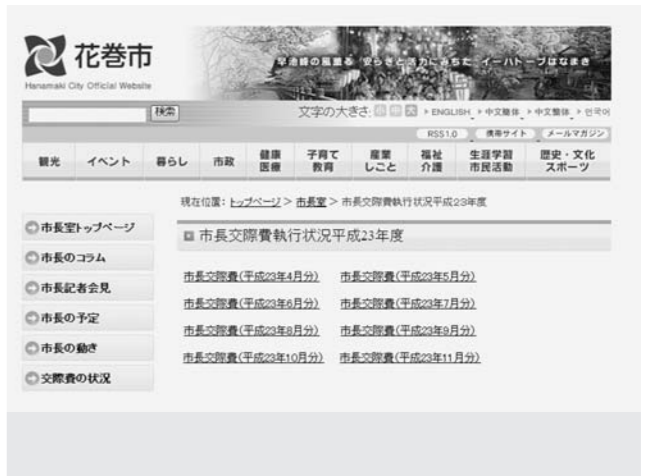 花巻市
Hanamaki City Official Website
早池峰の風薫る 安らぎと活力にみちた イーハトーブはなまき
検索
文字の大きさ: 小 中 大 ENGLISH 中文簡体 中文繁体 한국어
RSS1.0 携帯サイト メールマガジン
観光 イベント 暮らし 市政 健康医療 子育て教育 産業しごと 福祉介護 生涯学習市民活動 歴史・文化スポーツ
現在位置: トップページ > 市長室 > 市長交際費執行状況平成23年度
市長室トップページ
市長のコラム
市長記者会見
市長の予定
市長の動き
交際費の状況
市長交際費執行状況平成23年度
市長交際費(平成23年4月分) 市長交際費(平成23年5月分)
市長交際費(平成23年6月分) 市長交際費(平成23年7月分)
市長交際費(平成23年8月分) 市長交際費(平成23年9月分)
市長交際費(平成23年10月分) 市長交際費(平成23年11月分)